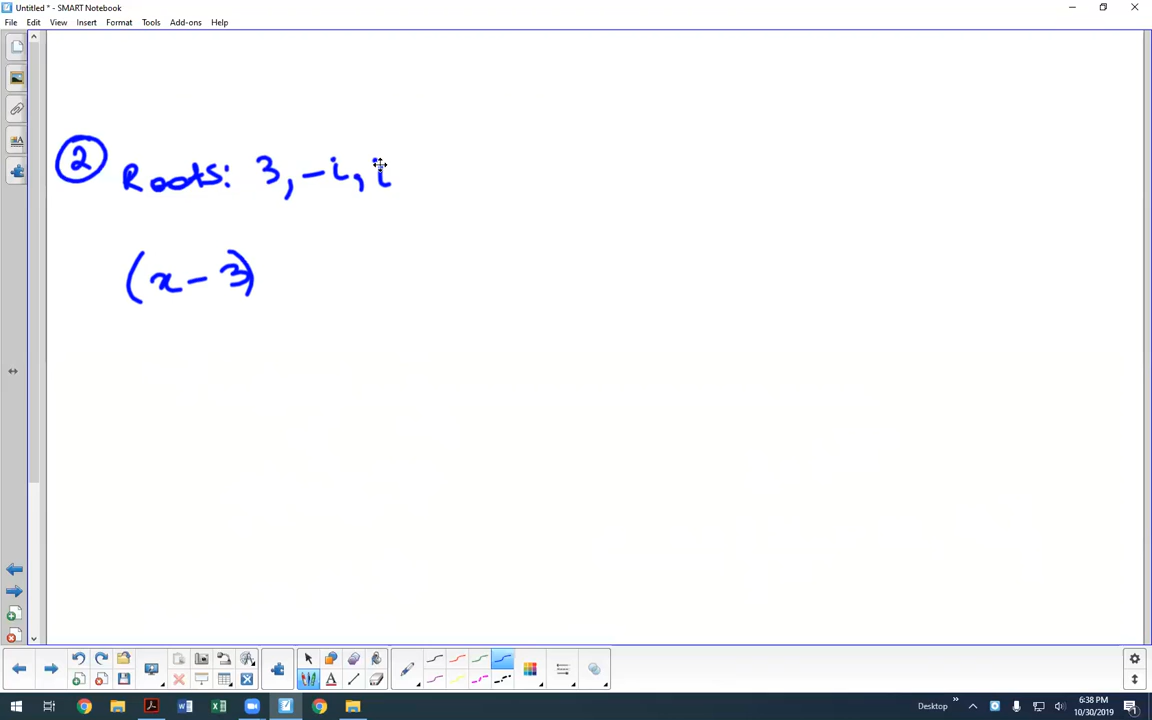 Untitled * - SMART Notebook
File Edit View Insert Format Tools Add-ons Help
2 Roots: 3, -i, i
(x - 3)
Desktop
6:38 PM
10/30/2019